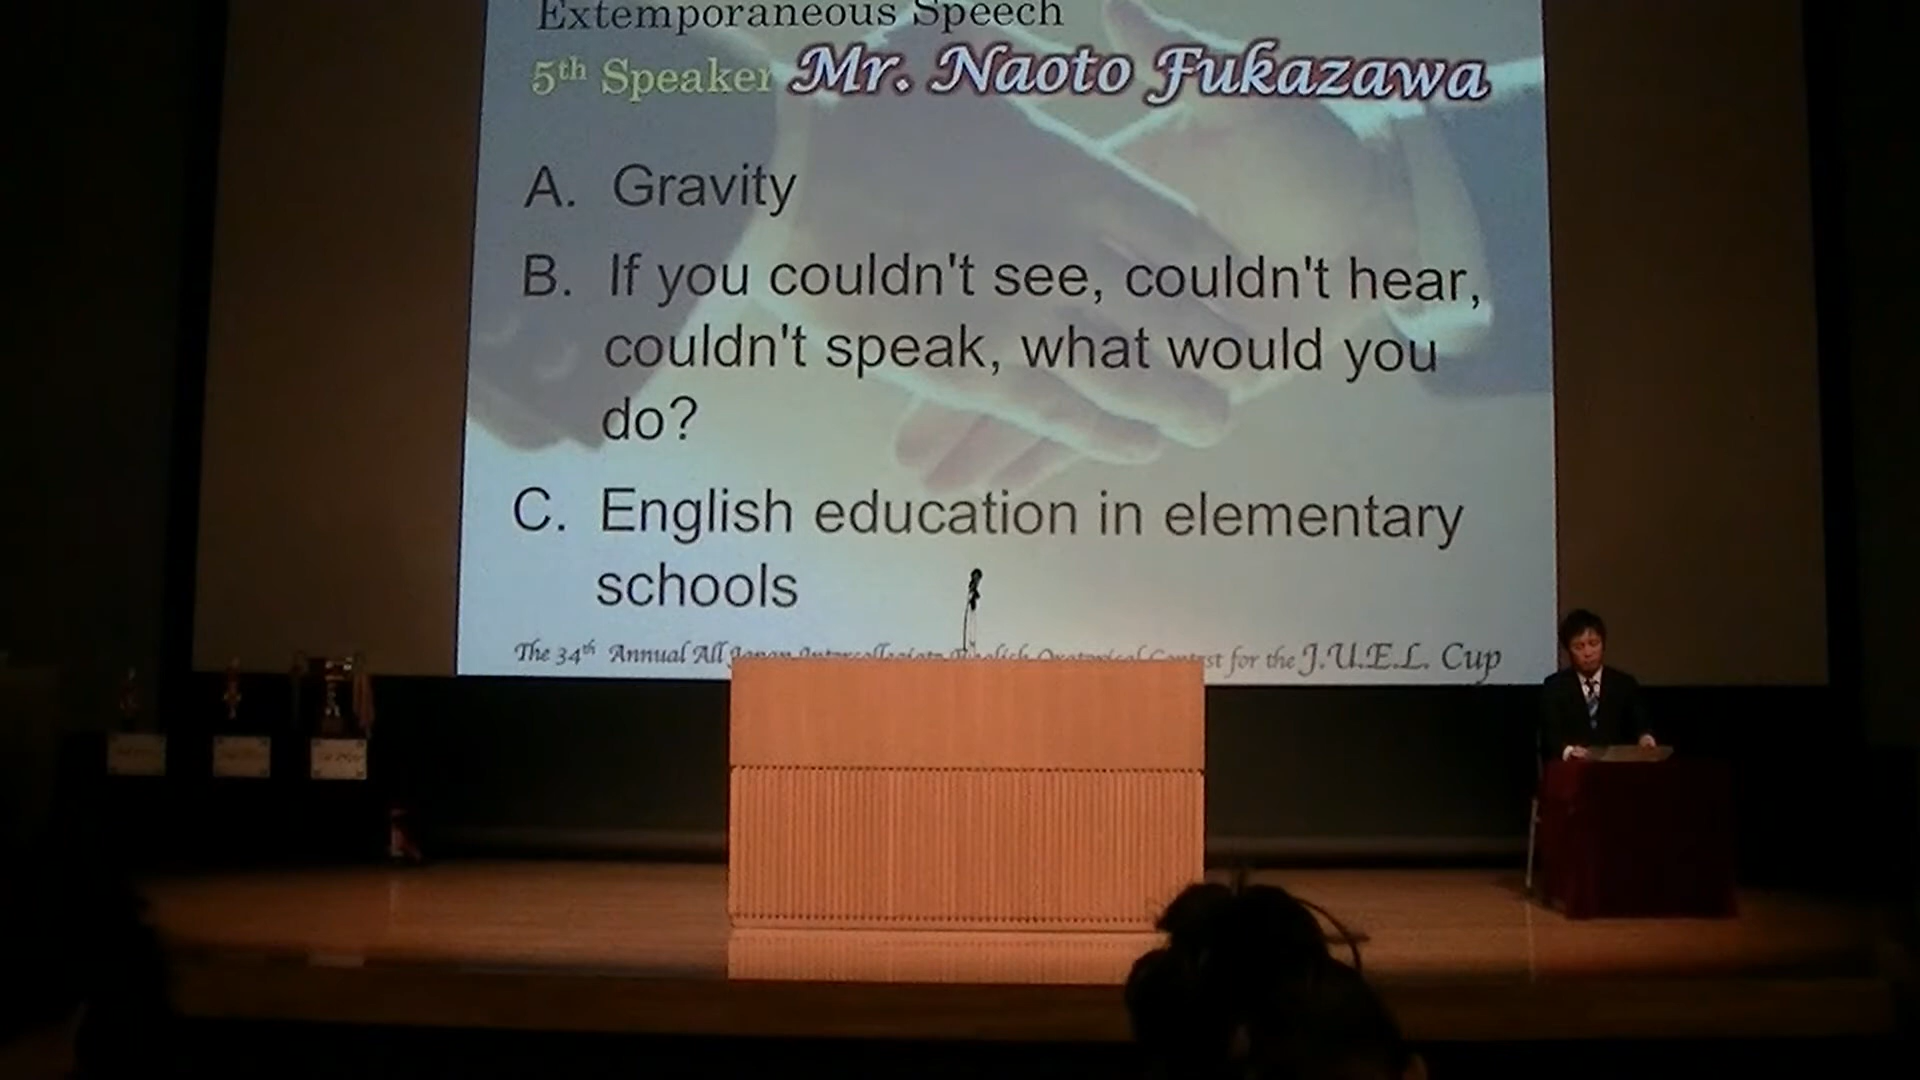 Extemporaneous Speech
5th Speaker Mr. Naoto Fukazawa
A. Gravity
B. If you couldn't see, couldn't hear,
couldn't speak, what would you
do?
C. English education in elementary
schools
The 34th Annual All Japan Intercollegiate English Oratorical Contest for the J.U.E.L. Cup